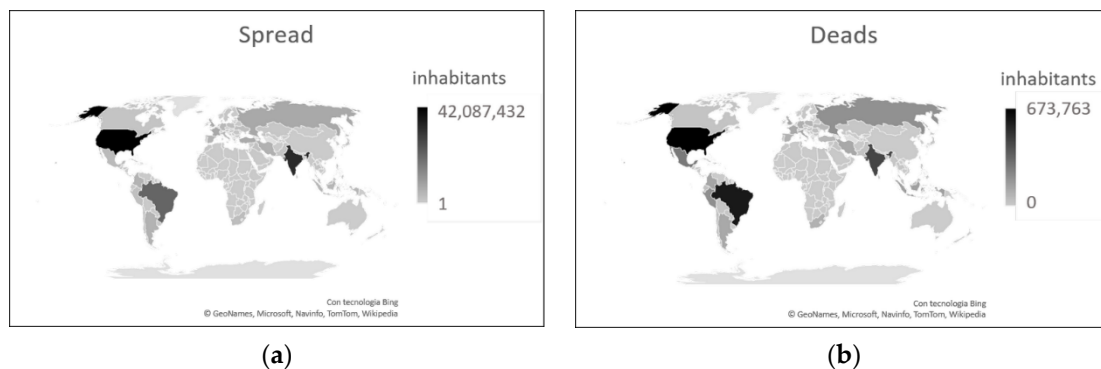 Spread
inhabitants
42,087,432
1
Con tecnologia Bing
© GeoNames, Microsoft, Navinfo, TomTom, Wikipedia
(a)
Deads
inhabitants
673,763
0
Con tecnologia Bing
© GeoNames, Microsoft, Navinfo, TomTom, Wikipedia
(b)